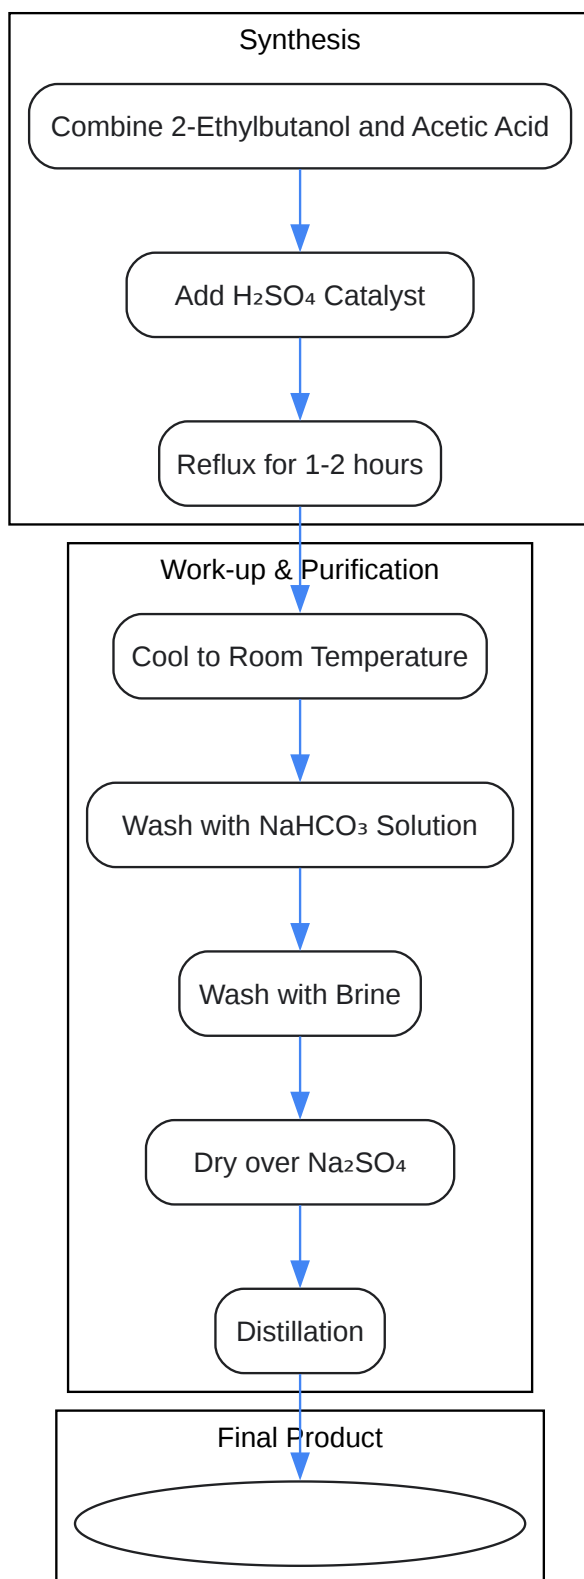 Synthesis
Combine 2-Ethylbutanol and Acetic Acid
Add H₂SO₄ Catalyst
Reflux for 1-2 hours
Work-up & Purification
Cool to Room Temperature
Wash with NaHCO₃ Solution
Wash with Brine
Dry over Na₂SO₄
Distillation
Final Product